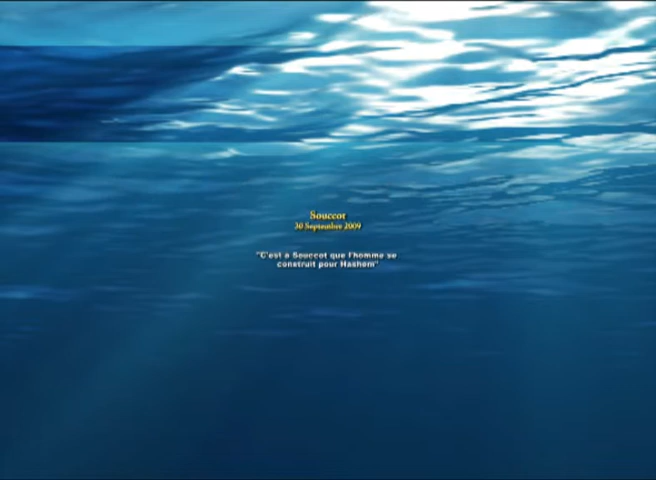 Souccot
30 Septembre 2009
"C'est à Souccot que l'homme se
construit pour Hashem"